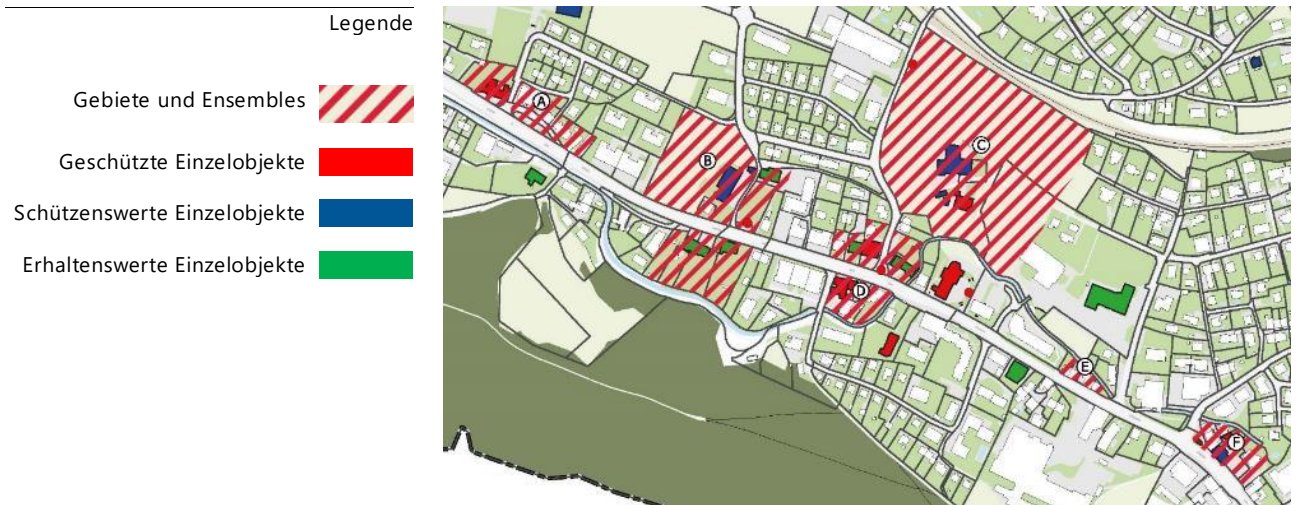 Legende
Gebiete und Ensembles
Geschützte Einzelobjekte
Schützenswerte Einzelobjekte
Erhaltenswerte Einzelobjekte
A
B
C
D
E
F